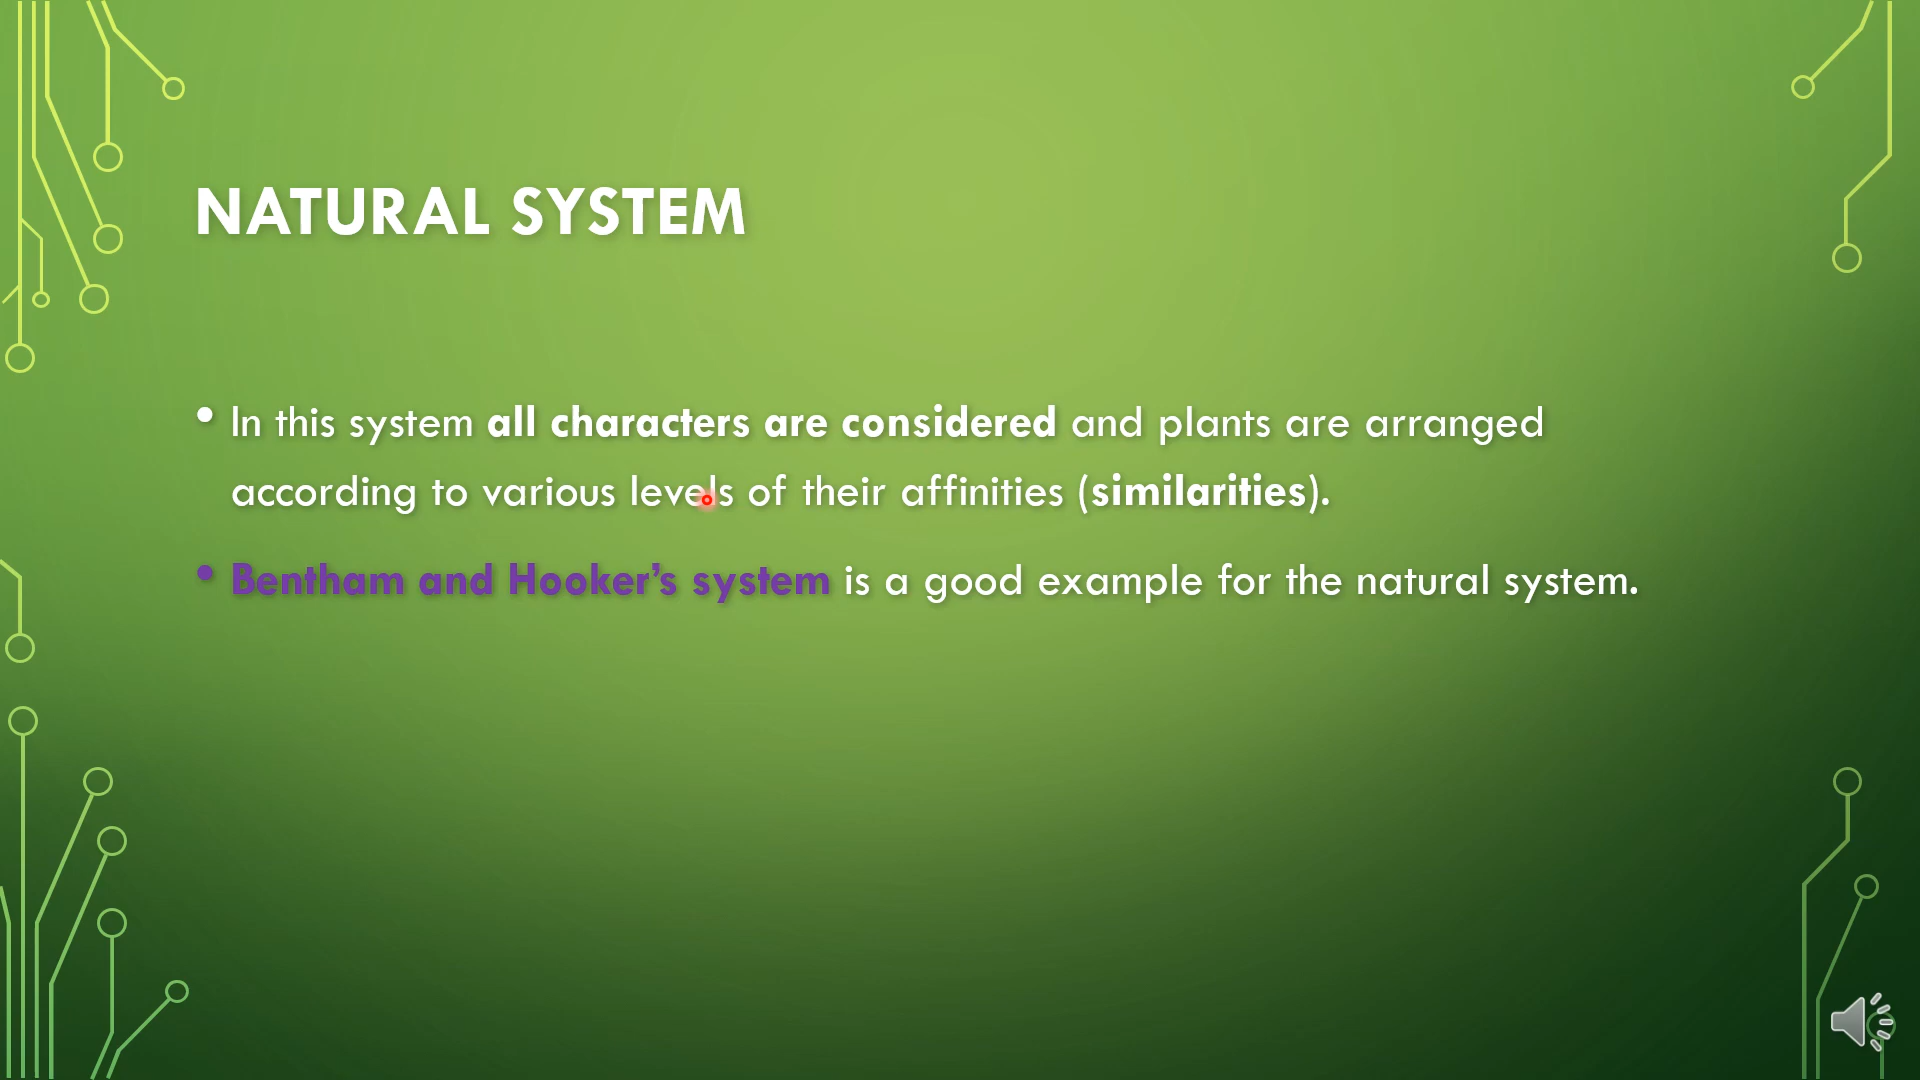 NATURAL SYSTEM
• In this system all characters are considered and plants are arranged
according to various levels of their affinities (similarities).
• Bentham and Hooker’s system is a good example for the natural system.